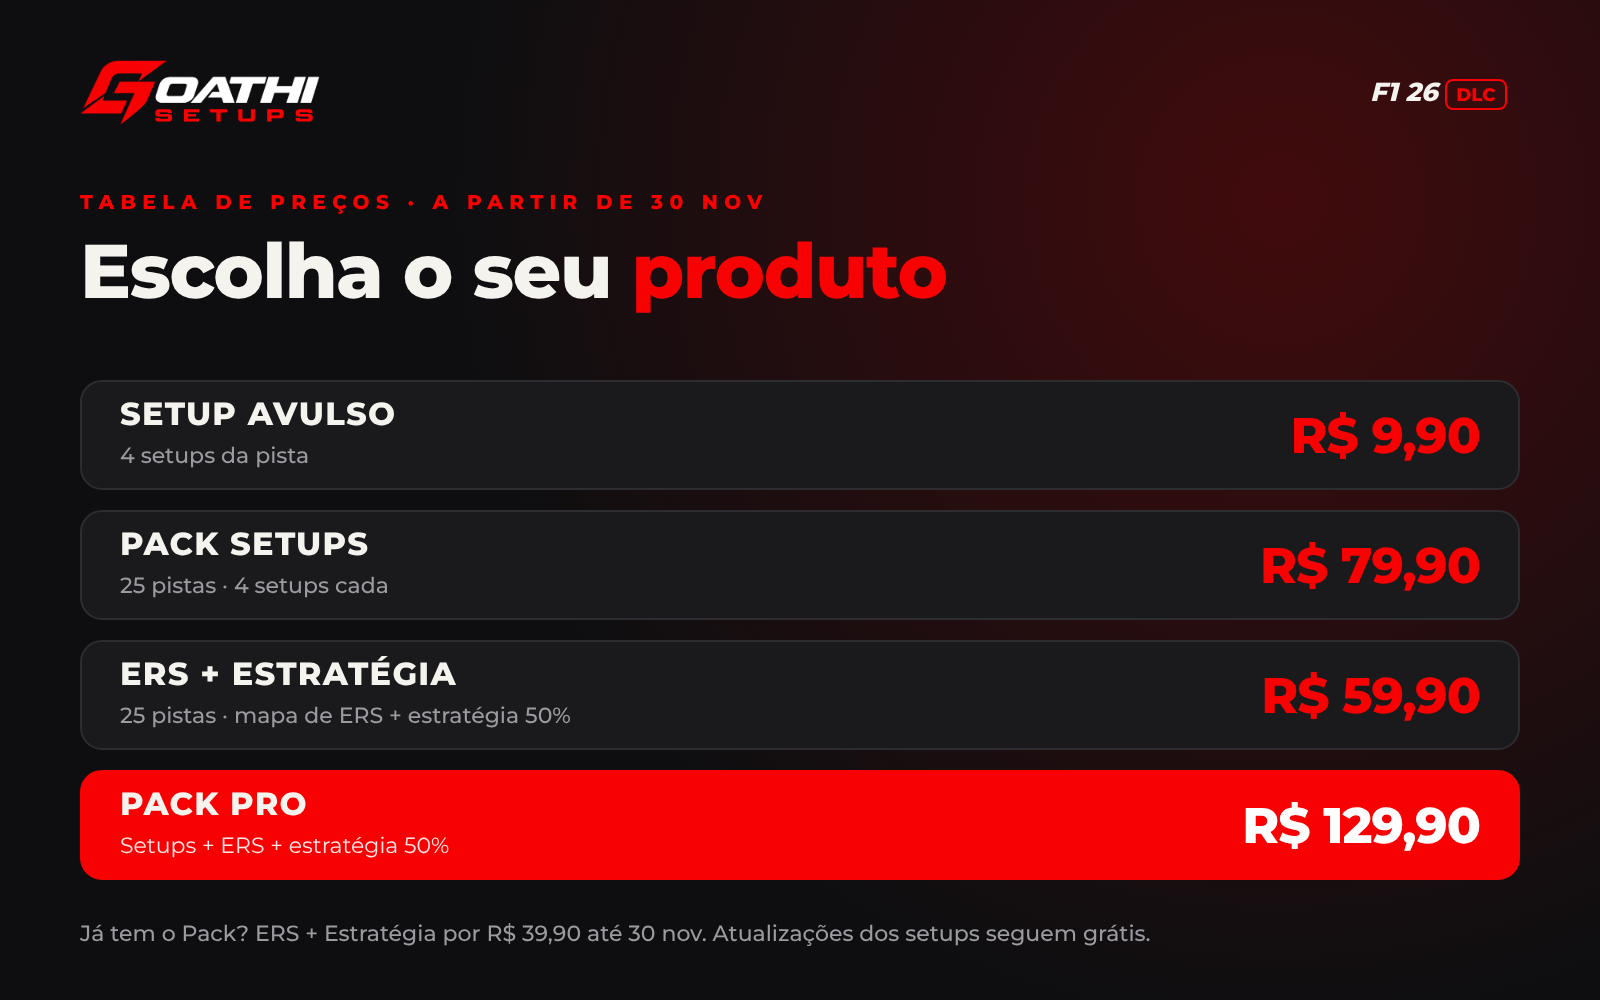 GOATHI
SETUPS
F1 26 DLC
TABELA DE PREÇOS · A PARTIR DE 30 NOV
Escolha o seu produto
SETUP AVULSO
4 setups da pista
R$ 9,90
PACK SETUPS
25 pistas · 4 setups cada
R$ 79,90
ERS + ESTRATÉGIA
25 pistas · mapa de ERS + estratégia 50%
R$ 59,90
PACK PRO
Setups + ERS + estratégia 50%
R$ 129,90
Já tem o Pack? ERS + Estratégia por R$ 39,90 até 30 nov. Atualizações dos setups seguem grátis.